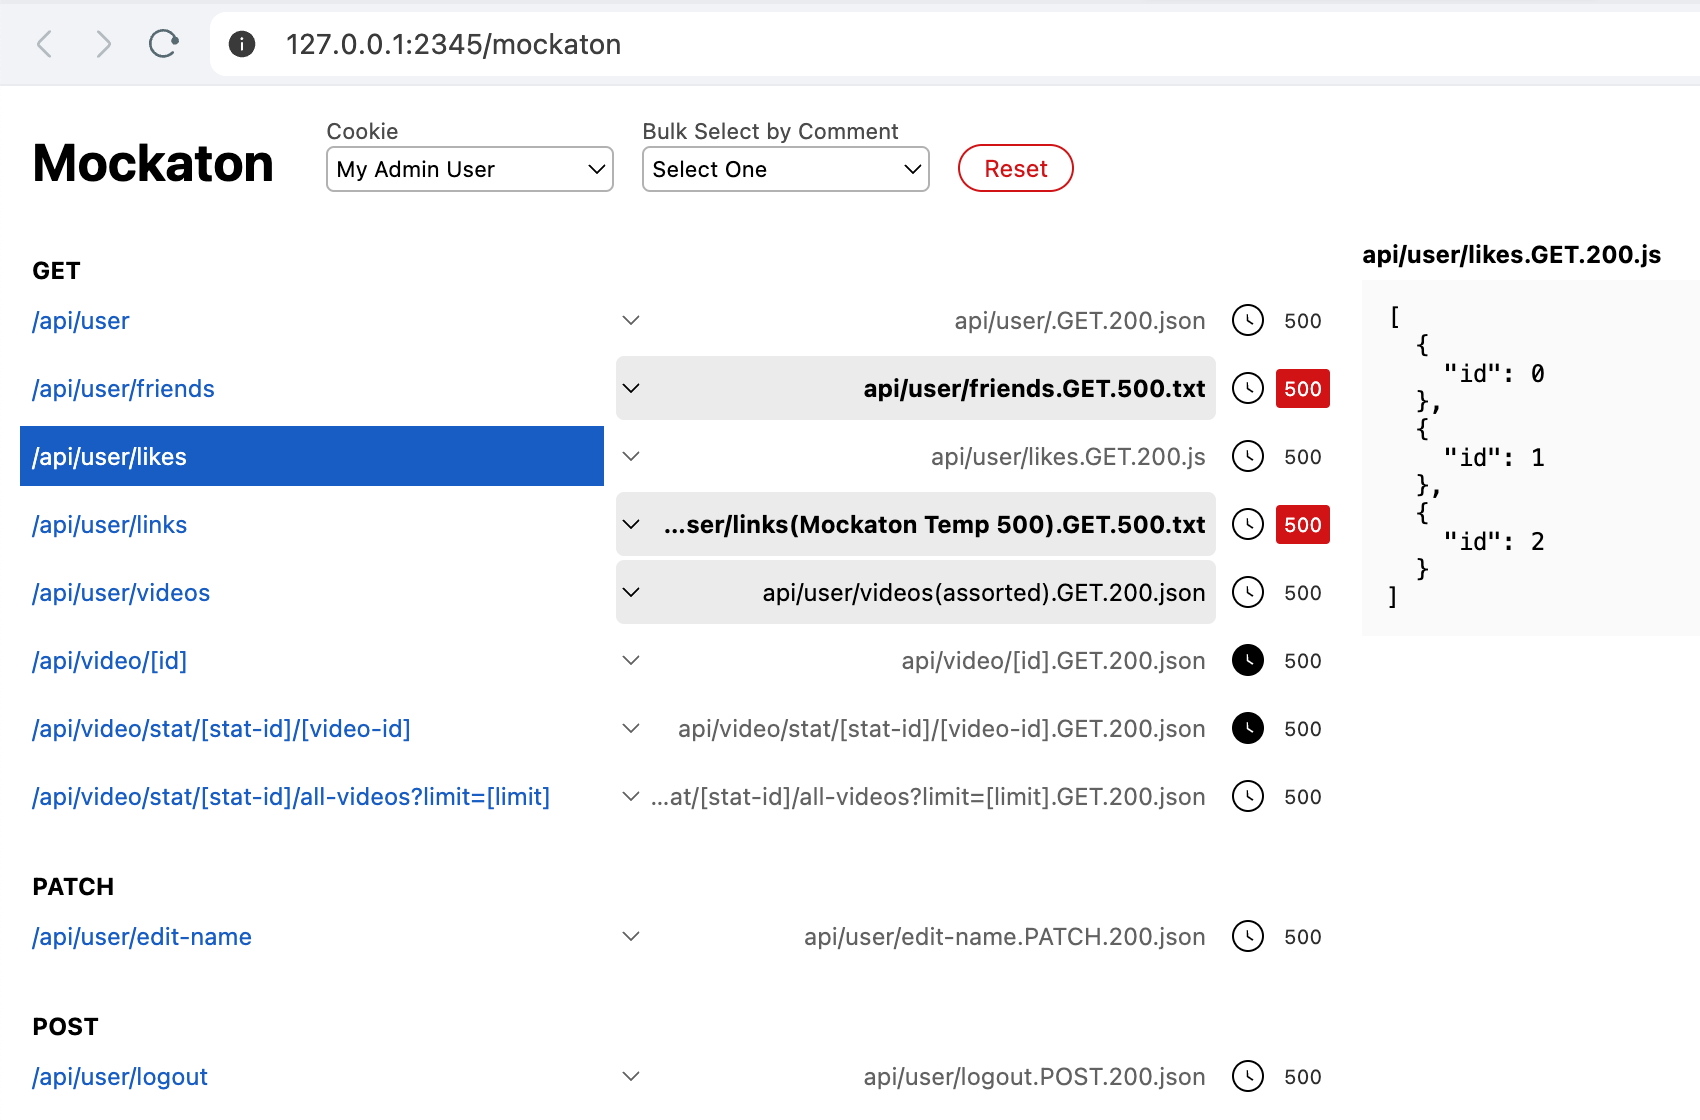 127.0.0.1:2345/mockaton
Mockaton
Cookie
My Admin User
Bulk Select by Comment
Select One
Reset
GET
/api/user api/user/.GET.200.json 500
/api/user/friends api/user/friends.GET.500.txt 500
/api/user/likes api/user/likes.GET.200.js 500
/api/user/links ...ser/links(Mockaton Temp 500).GET.500.txt 500
/api/user/videos api/user/videos(assorted).GET.200.json 500
/api/video/[id] api/video/[id].GET.200.json 500
/api/video/stat/[stat-id]/[video-id] api/video/stat/[stat-id]/[video-id].GET.200.json 500
/api/video/stat/[stat-id]/all-videos?limit=[limit] ...at/[stat-id]/all-videos?limit=[limit].GET.200.json 500
PATCH
/api/user/edit-name api/user/edit-name.PATCH.200.json 500
POST
/api/user/logout api/user/logout.POST.200.json 500
api/user/likes.GET.200.js
[
  {
    "id": 0
  },
  {
    "id": 1
  },
  {
    "id": 2
  }
]